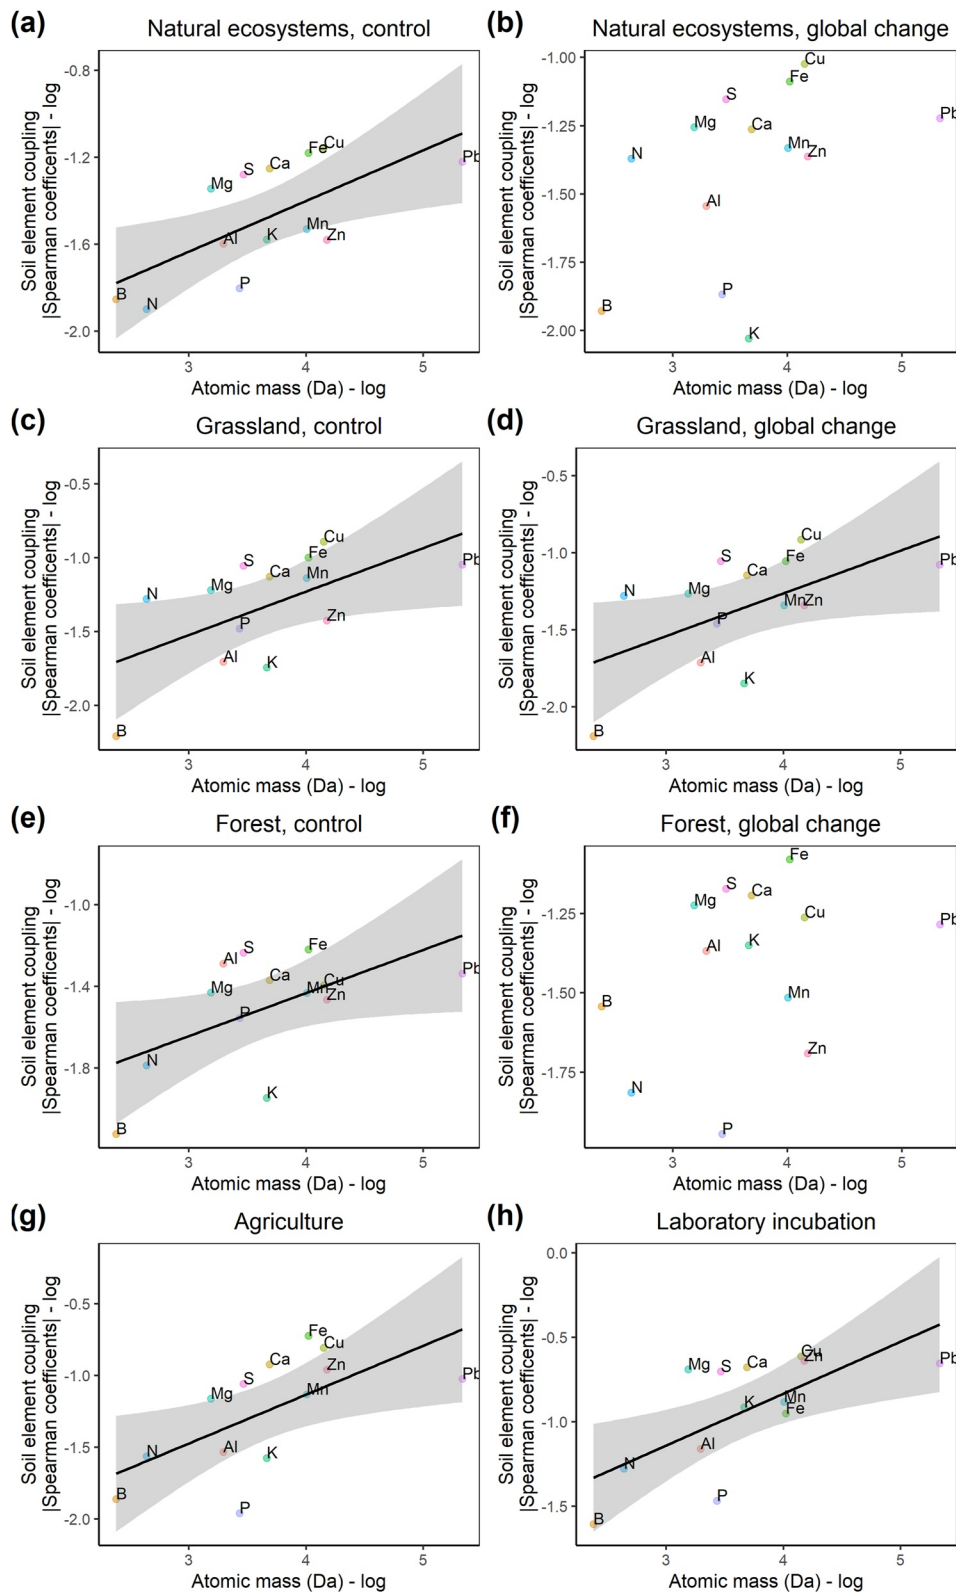 (a)
Natural ecosystems, control
Soil element coupling
|Spearman coefficents| - log
-0.8
-1.2
-1.6
-2.0
B
N
Mg
Al
S
P
Ca
K
Fe
Cu
Mn
Zn
Pb
3
4
5
Atomic mass (Da) - log
(b)
Natural ecosystems, global change
Soil element coupling
|Spearman coefficients| - log
-1.00
-1.25
-1.50
-1.75
-2.00
B
N
Mg
Al
S
P
Ca
K
Fe
Cu
Mn
Zn
Pb
3
4
5
Atomic mass (Da) - log
(c)
Grassland, control
Soil element coupling
|Spearman coefficents| - log
-0.5
-1.0
-1.5
-2.0
B
N
Mg
Al
S
P
Ca
K
Fe
Cu
Mn
Zn
Pb
3
4
5
Atomic mass (Da) - log
(d)
Grassland, global change
Soil element coupling
|Spearman coefficients| - log
-0.5
-1.0
-1.5
-2.0
B
N
Mg
Al
S
P
Ca
K
Fe
Cu
Mn
Zn
Pb
3
4
5
Atomic mass (Da) - log
(e)
Forest, control
Soil element coupling
|Spearman coefficents| - log
-1.0
-1.4
-1.8
B
N
Mg
Al
S
P
Ca
K
Fe
Cu
Mn
Zn
Pb
3
4
5
Atomic mass (Da) - log
(f)
Forest, global change
Soil element coupling
|Spearman coefficients| - log
-1.25
-1.50
-1.75
B
N
Mg
Al
S
P
Ca
K
Fe
Cu
Mn
Zn
Pb
3
4
5
Atomic mass (Da) - log
(g)
Agriculture
Soil element coupling
|Spearman coefficents| - log
-0.5
-1.0
-1.5
-2.0
B
N
Mg
Al
S
P
Ca
K
Fe
Cu
Mn
Zn
Pb
3
4
5
Atomic mass (Da) - log
(h)
Laboratory incubation
Soil element coupling
|Spearman coefficients| - log
0.0
-0.5
-1.0
-1.5
B
N
Mg
Al
S
P
Ca
K
Fe
Cu
Mn
Zn
Pb
3
4
5
Atomic mass (Da) - log